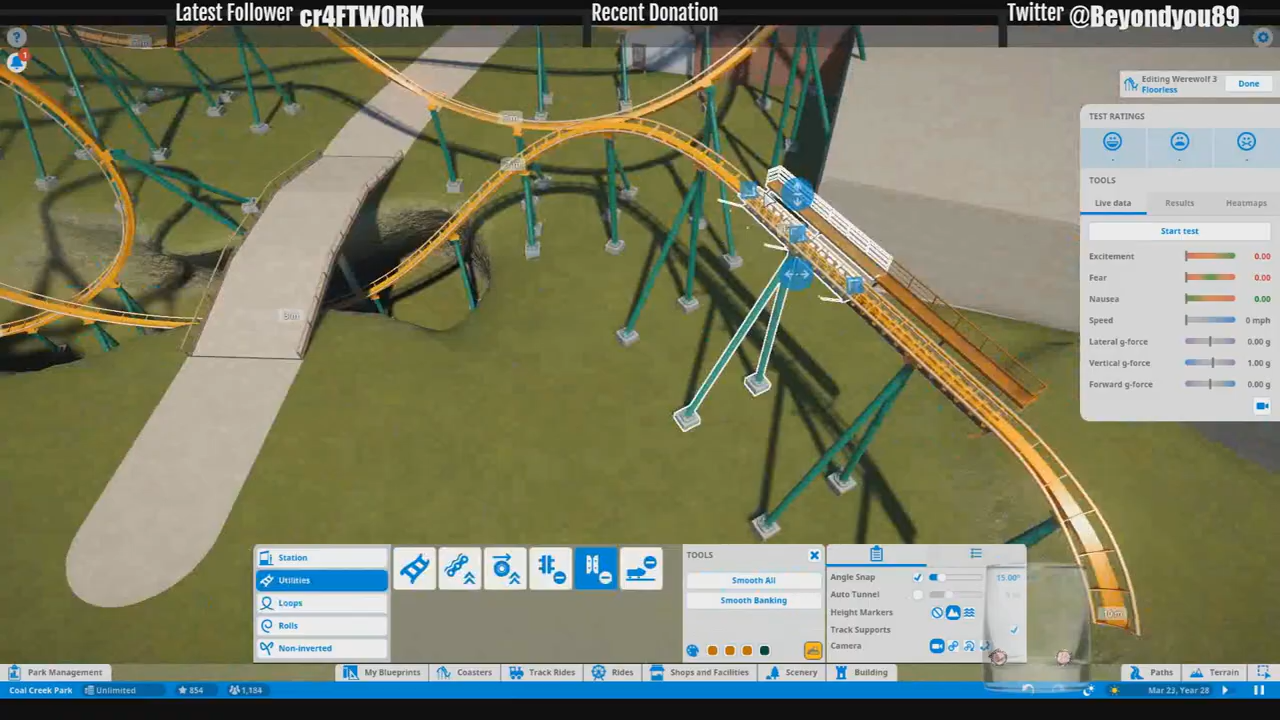 Latest Follower cr4FTWORK
Recent Donation
Twitter @Beyondyou89
?
1
Editing Werewolf 3
Floorless
Done
TEST RATINGS
- - -
TOOLS
Live data Results Heatmaps
Start test
Excitement 0.00
Fear 0.00
Nausea 0.00
Speed 0 mph
Lateral g-force 0.00 g
Vertical g-force 1.00 g
Forward g-force 0.00 g
Station
Utilities
Loops
Rolls
Non-inverted
TOOLS
Smooth All
Smooth Banking
Angle Snap 15.00°
Auto Tunnel
Height Markers
Track Supports
Camera
Park Management
My Blueprints
Coasters
Track Rides
Rides
Shops and Facilities
Scenery
Building
Paths
Terrain
Coal Creek Park
Unlimited
854
1,184
Mar 23, Year 28